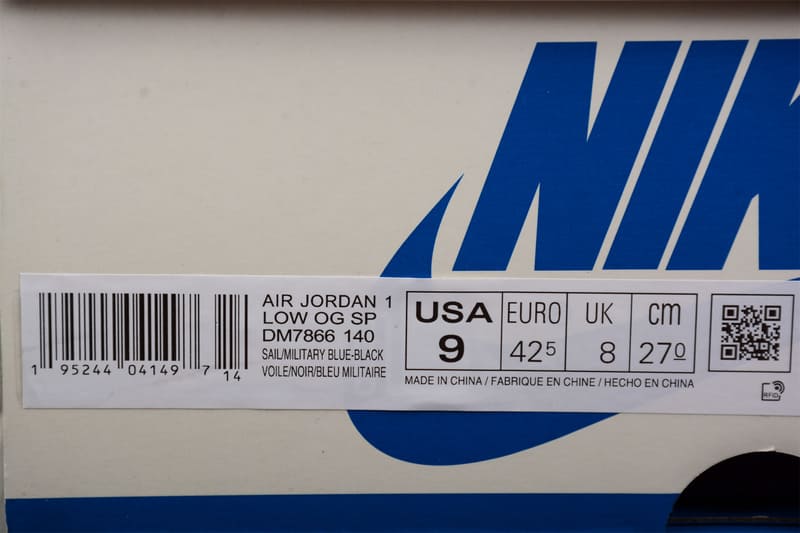 NIK
AIR JORDAN 1
LOW OG SP
DM7866 140
SAIL/MILITARY BLUE-BLACK
VOILE/NOIR/BLEU MILITAIRE
1 95244 04149 7 14
USA EURO UK cm
9 42 5 8 27 0
MADE IN CHINA / FABRIQUE EN CHINE / HECHO EN CHINA
RFID